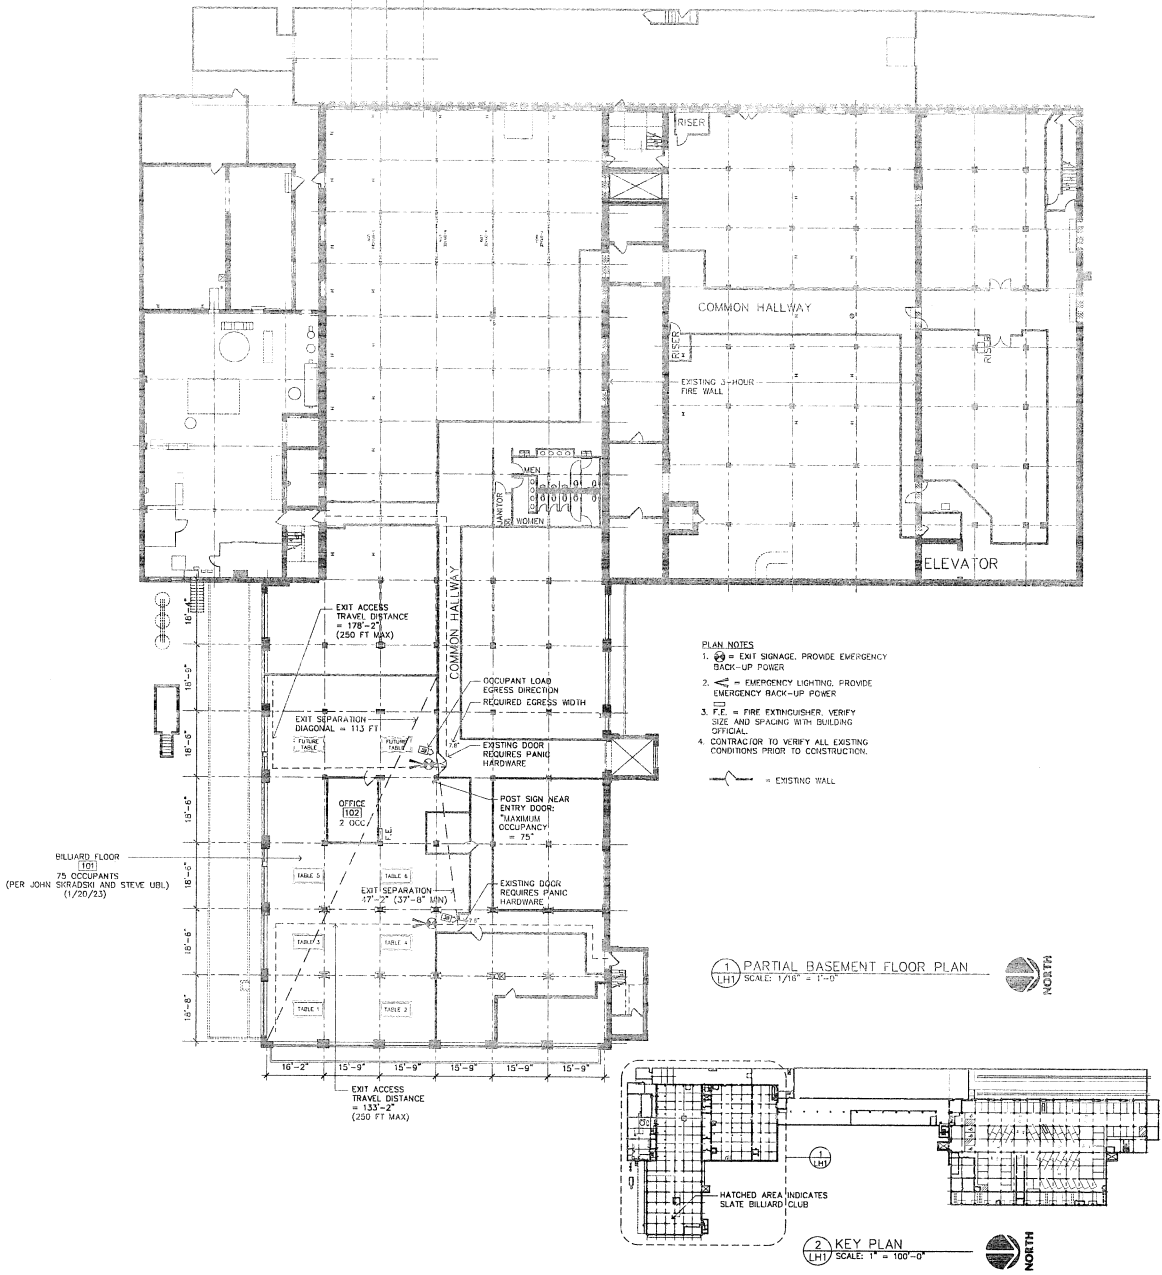 RISER
COMMON HALLWAY
RISER
RISER
EXISTING 3-HOUR
FIRE WALL
MEN
JANITOR
WOMEN
ELEVATOR
COMMON HALLWAY
EXIT ACCESS
TRAVEL DISTANCE
= 178'-2"
(250 FT MAX)
18'-4"
18'-9"
18'-6"
18'-6"
18'-6"
18'-6"
18'-8"
OCCUPANT LOAD
EGRESS DIRECTION
REQUIRED EGRESS WIDTH
EXIT SEPARATION
DIAGONAL = 113 FT
FUTURE
TABLE
FUTURE
TABLE
38
7.6"
EXISTING DOOR
REQUIRES PANIC
HARDWARE
OFFICE
102
2 OCC
F.E.
POST SIGN NEAR
ENTRY DOOR:
"MAXIMUM
OCCUPANCY
= 75"
BILLIARD FLOOR
101
75 OCCUPANTS
(PER JOHN SKRADSKI AND STEVE UBL)
(1/20/23)
TABLE 5
TABLE 6
EXIT SEPARATION
47'-2" (37'-8" MIN)
EXISTING DOOR
REQUIRES PANIC
HARDWARE
38
7.6"
TABLE 3
TABLE 4
TABLE 1
TABLE 2
16'-2"
15'-9"
15'-9"
15'-9"
15'-9"
15'-9"
EXIT ACCESS
TRAVEL DISTANCE
= 133'-2"
(250 FT MAX)
PLAN NOTES
1. = EXIT SIGNAGE. PROVIDE EMERGENCY
BACK-UP POWER
2. = EMERGENCY LIGHTING. PROVIDE
EMERGENCY BACK-UP POWER
3. F.E. = FIRE EXTINGUISHER. VERIFY
SIZE AND SPACING WITH BUILDING
OFFICIAL.
4. CONTRACTOR TO VERIFY ALL EXISTING
CONDITIONS PRIOR TO CONSTRUCTION.
= EXISTING WALL
1
LH1
PARTIAL BASEMENT FLOOR PLAN
SCALE: 1/16" = 1'-0"
NORTH
1
LH1
HATCHED AREA INDICATES
SLATE BILLIARD CLUB
2
LH1
KEY PLAN
SCALE: 1" = 100'-0"
NORTH